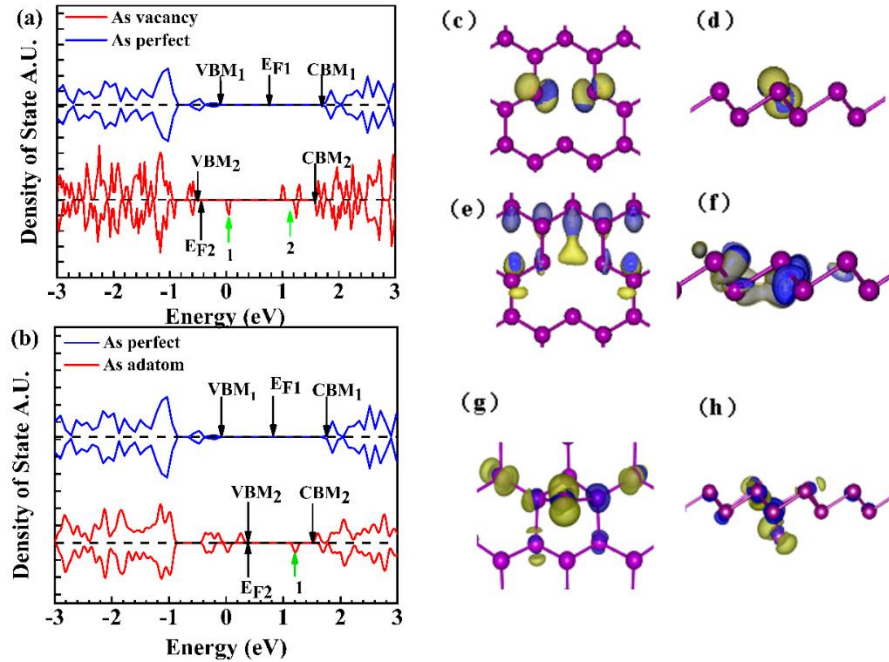 (a)
As vacancy
As perfect
VBM1
EF1
CBM1
VBM2
CBM2
EF2
1
2
-3 -2 -1 0 1 2 3
Energy (eV)
Density of State A.U.
(b)
As perfect
As adatom
VBM1
EF1
CBM1
VBM2
CBM2
EF2
1
-3 -2 -1 0 1 2 3
Energy (eV)
Density of State A.U.
(c)
(d)
(e)
(f)
(g)
(h)